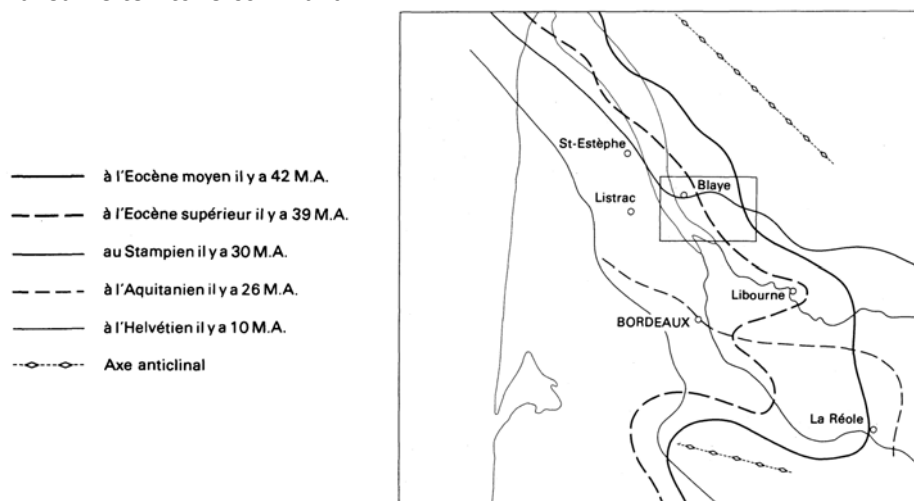 à l'Eocène moyen il y a 42 M.A.
à l'Eocène supérieur il y a 39 M.A.
au Stampien il y a 30 M.A.
à l'Aquitanien il y a 26 M.A.
à l'Helvétien il y a 10 M.A.
Axe anticlinal
St-Estèphe
Blaye
Listrac
Libourne
BORDEAUX
La Réole